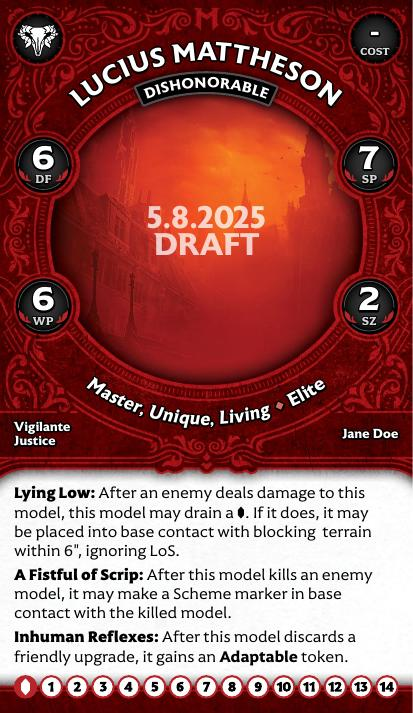 -
COST
LUCIUS MATTHESON
DISHONORABLE
6
DF
7
SP
5.8.2025
DRAFT
6
WP
2
SZ
Master, Unique, Living ♦ Elite
Vigilante
Justice
Jane Doe
Lying Low: After an enemy deals damage to this
model, this model may drain a ⬮. If it does, it may
be placed into base contact with blocking terrain
within 6", ignoring LoS.
A Fistful of Scrip: After this model kills an enemy
model, it may make a Scheme marker in base
contact with the killed model.
Inhuman Reflexes: After this model discards a
friendly upgrade, it gains an Adaptable token.
1 2 3 4 5 6 7 8 9 10 11 12 13 14